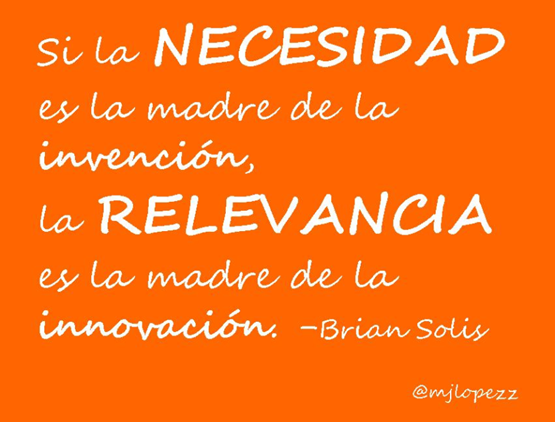 Si la NECESIDAD
es la madre de la
invención,
la RELEVANCIA
es la madre de la
innovación. -Brian Solis
@mjlopezz